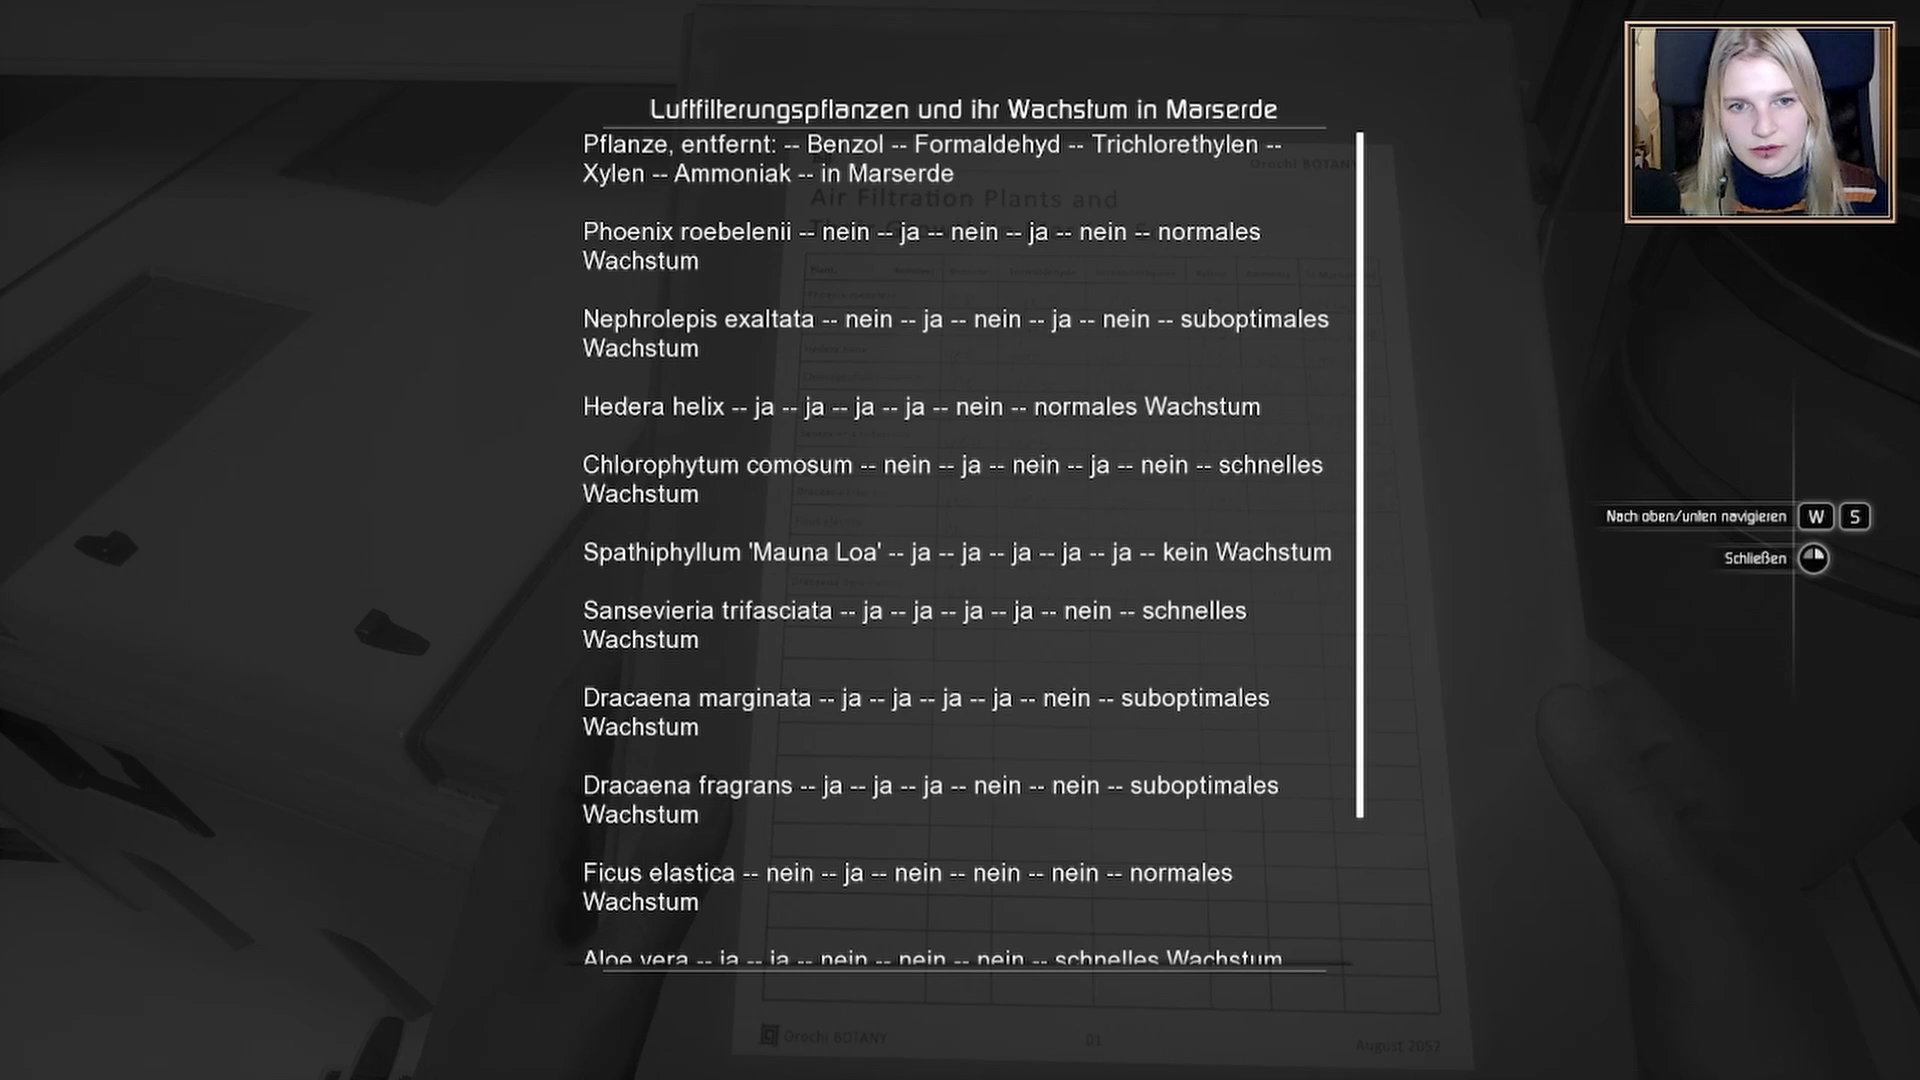 Luftfilterungspflanzen und ihr Wachstum in Marserde
Pflanze, entfernt: -- Benzol -- Formaldehyd -- Trichlorethylen --
Xylen -- Ammoniak -- in Marserde
Orochi BOTANY
Air Filtration Plants and
Phoenix roebelenii -- nein -- ja -- nein -- ja -- nein -- normales
Wachstum
Nephrolepis exaltata -- nein -- ja -- nein -- ja -- nein -- suboptimales
Wachstum
Hedera helix -- ja -- ja -- ja -- ja -- nein -- normales Wachstum
Chlorophytum comosum -- nein -- ja -- nein -- ja -- nein -- schnelles
Wachstum
Spathiphyllum 'Mauna Loa' -- ja -- ja -- ja -- ja -- ja -- kein Wachstum
Sansevieria trifasciata -- ja -- ja -- ja -- ja -- nein -- schnelles
Wachstum
Dracaena marginata -- ja -- ja -- ja -- ja -- nein -- suboptimales
Wachstum
Dracaena fragrans -- ja -- ja -- ja -- nein -- nein -- suboptimales
Wachstum
Ficus elastica -- nein -- ja -- nein -- nein -- nein -- normales
Wachstum
Aloe vera -- ja -- ja -- nein -- nein -- nein -- schnelles Wachstum
Orochi BOTANY
01
August 2052
Nach oben/unten navigieren W S
Schließen